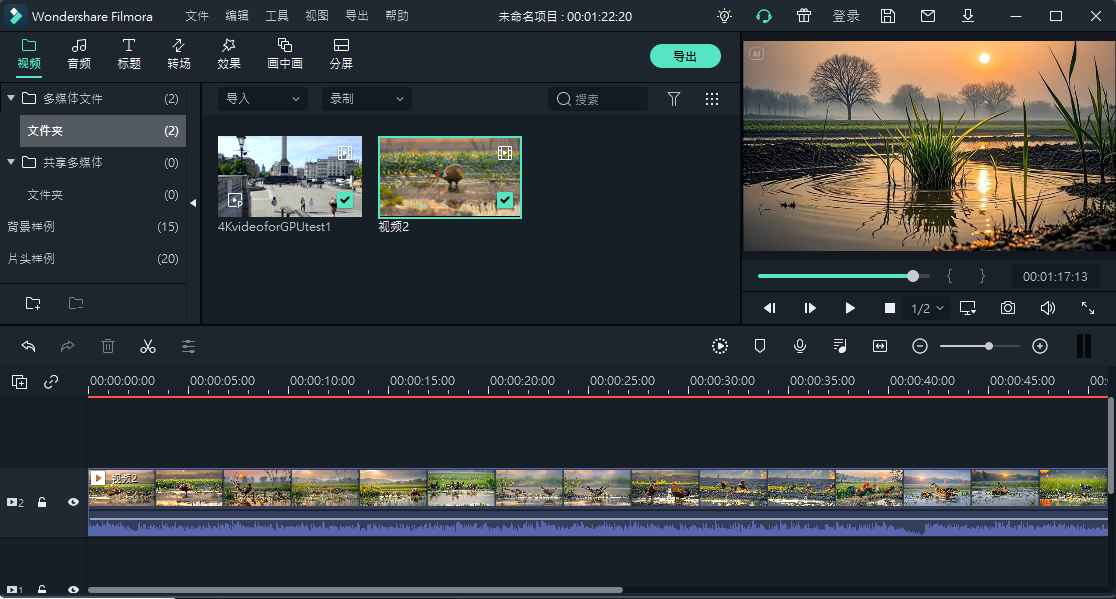 Wondershare Filmora 文件 编辑 工具 视图 导出 帮助 未命名项目 : 00:01:22:20 登录
视频 音频 标题 转场 效果 画中画 分屏 导出
AI
多媒体文件 (2)
导入 录制 搜索
文件夹 (2)
共享多媒体 (0)
文件夹 (0)
背景样例 (15)
4KvideoforGPUtest1 视频2
片头样例 (20)
{ } 00:01:17:13
1/2
00:00:00:00 00:00:05:00 00:00:10:00 00:00:15:00 00:00:20:00 00:00:25:00 00:00:30:00 00:00:35:00 00:00:40:00 00:00:45:00 00:
视频2
2
1